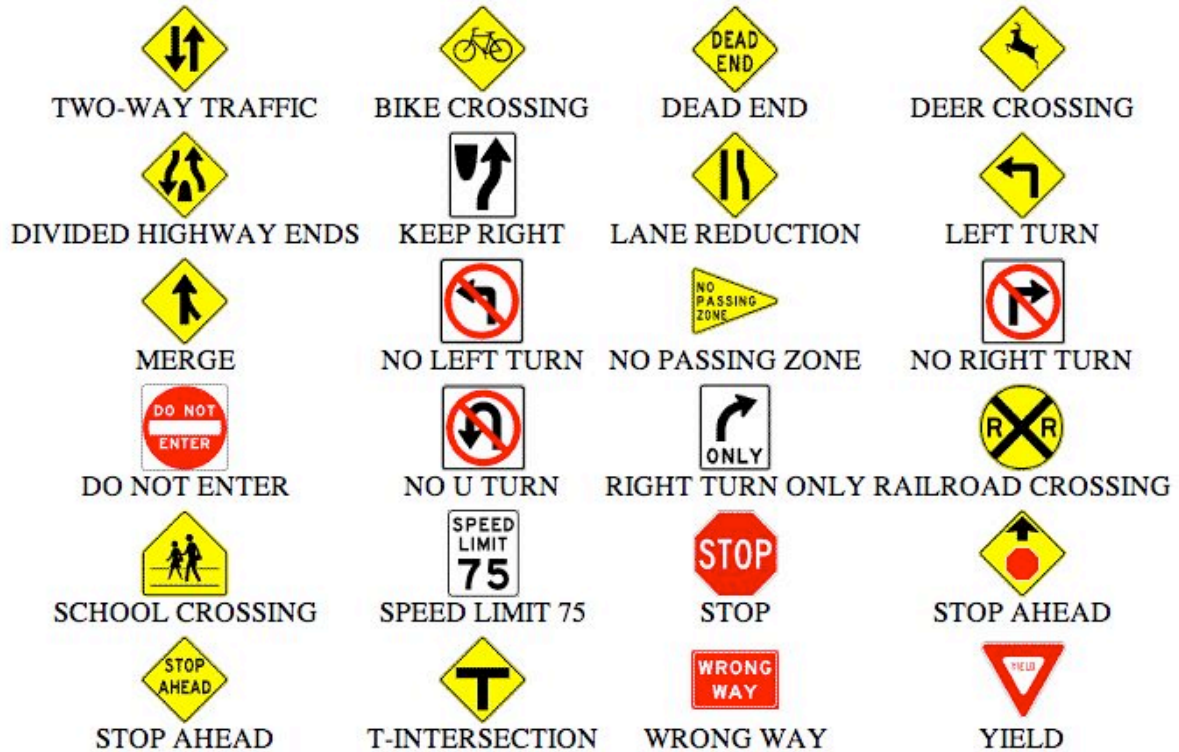 DEAD
END
TWO-WAY TRAFFIC BIKE CROSSING DEAD END DEER CROSSING
DIVIDED HIGHWAY ENDS KEEP RIGHT LANE REDUCTION LEFT TURN
NO
PASSING
ZONE
MERGE NO LEFT TURN NO PASSING ZONE NO RIGHT TURN
DO NOT
ENTER
ONLY
R R
DO NOT ENTER NO U TURN RIGHT TURN ONLY RAILROAD CROSSING
SPEED
LIMIT
75
STOP
SCHOOL CROSSING SPEED LIMIT 75 STOP STOP AHEAD
STOP
AHEAD
WRONG
WAY
YIELD
STOP AHEAD T-INTERSECTION WRONG WAY YIELD